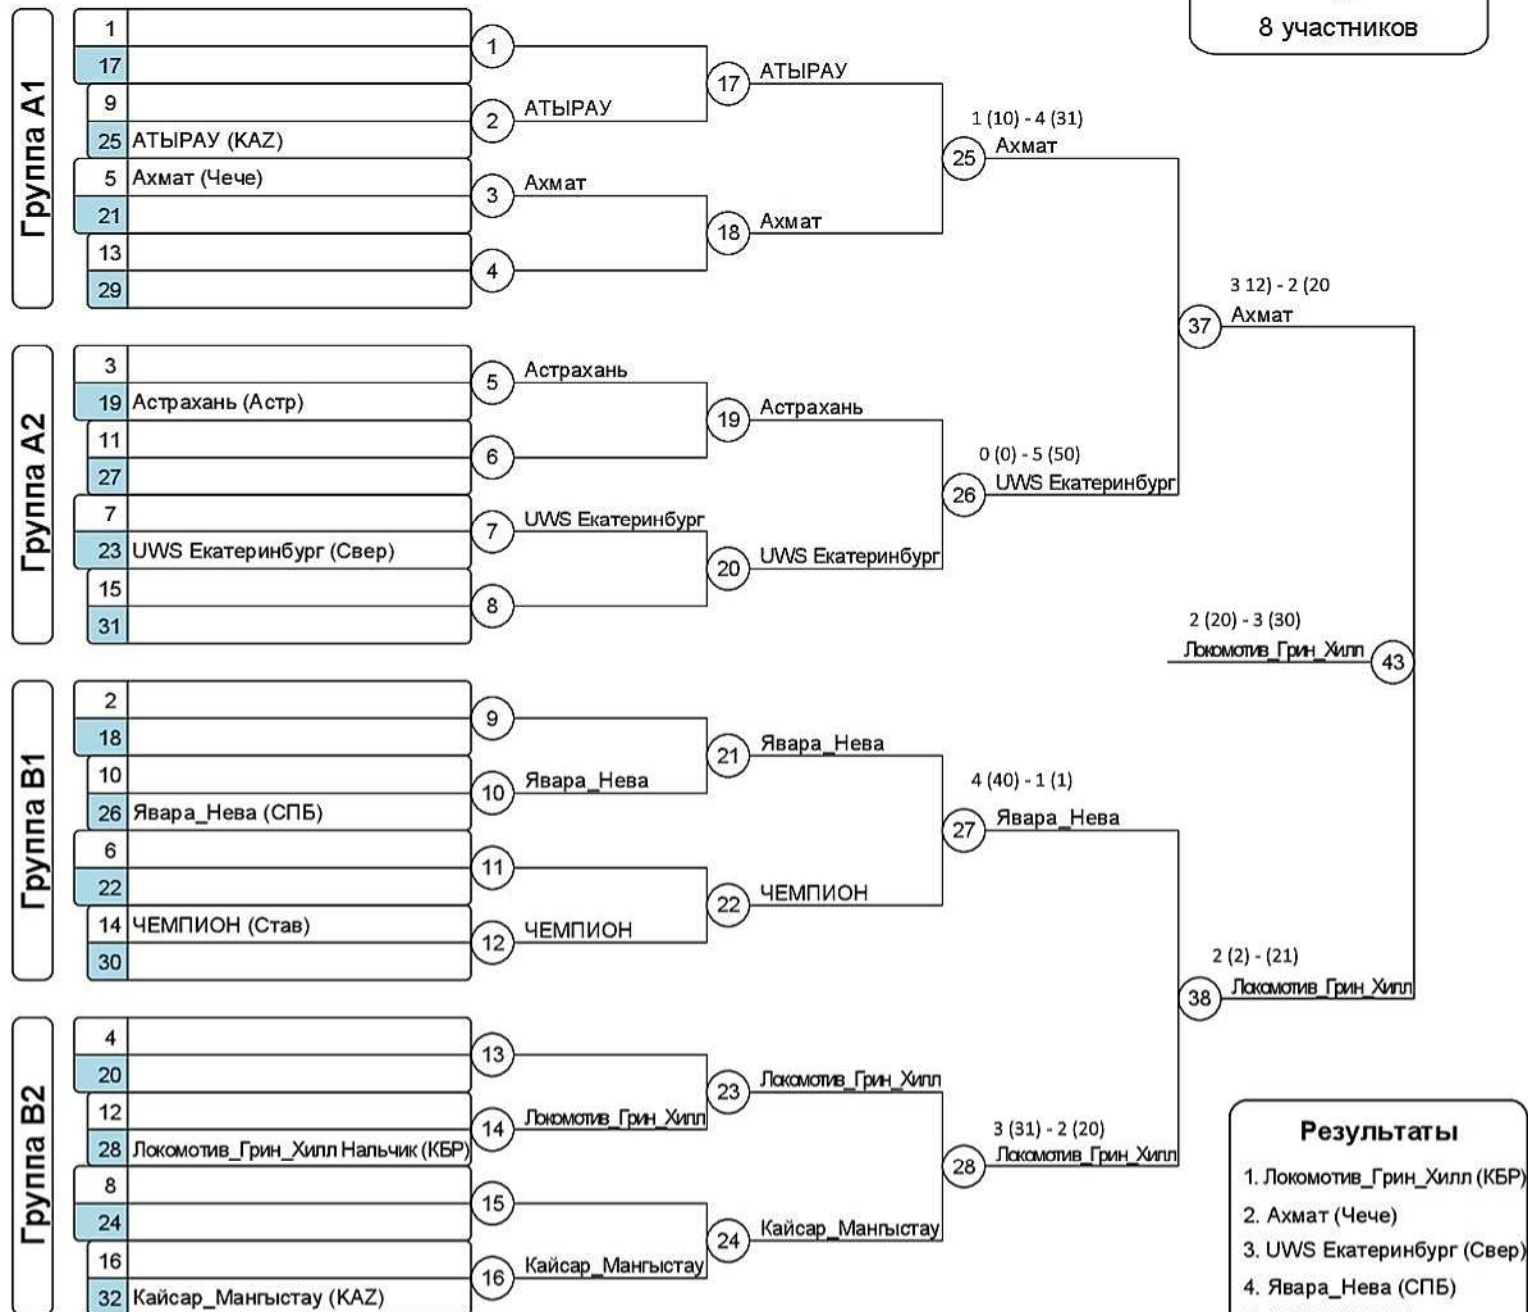 8 участников
Группа A1
1
17
9
25 АТЫРАУ (KAZ)
5 Ахмат (Чече)
21
13
29
1
2 АТЫРАУ
3 Ахмат
4
17 АТЫРАУ
18 Ахмат
1 (10) - 4 (31)
25 Ахмат
Группа A2
3
19 Астрахань (Астр)
11
27
7
23 UWS Екатеринбург (Свер)
15
31
5 Астрахань
6
7 UWS Екатеринбург
8
19 Астрахань
20 UWS Екатеринбург
0 (0) - 5 (50)
26 UWS Екатеринбург
3 12) - 2 (20
37 Ахмат
Группа B1
2
18
10
26 Явара_Нева (СПБ)
6
22
14 ЧЕМПИОН (Став)
30
9
10 Явара_Нева
11
12 ЧЕМПИОН
21 Явара_Нева
22 ЧЕМПИОН
4 (40) - 1 (1)
27 Явара_Нева
Группа B2
4
20
12
28 Локомотив_Грин_Хилл Нальчик (КБР)
8
24
16
32 Кайсар_Мангыстау (KAZ)
13
14 Локомотив_Грин_Хилл
15
16 Кайсар_Мангыстау
23 Локомотив_Грин_Хилл
24 Кайсар_Мангыстау
3 (31) - 2 (20)
28 Локомотив_Грин_Хилл
2 (2) - (21)
38 Локомотив_Грин_Хилл
2 (20) - 3 (30)
Локомотив_Грин_Хилл 43
Результаты
1. Локомотив_Грин_Хилл (КБР)
2. Ахмат (Чече)
3. UWS Екатеринбург (Свер)
4. Явара_Нева (СПБ)